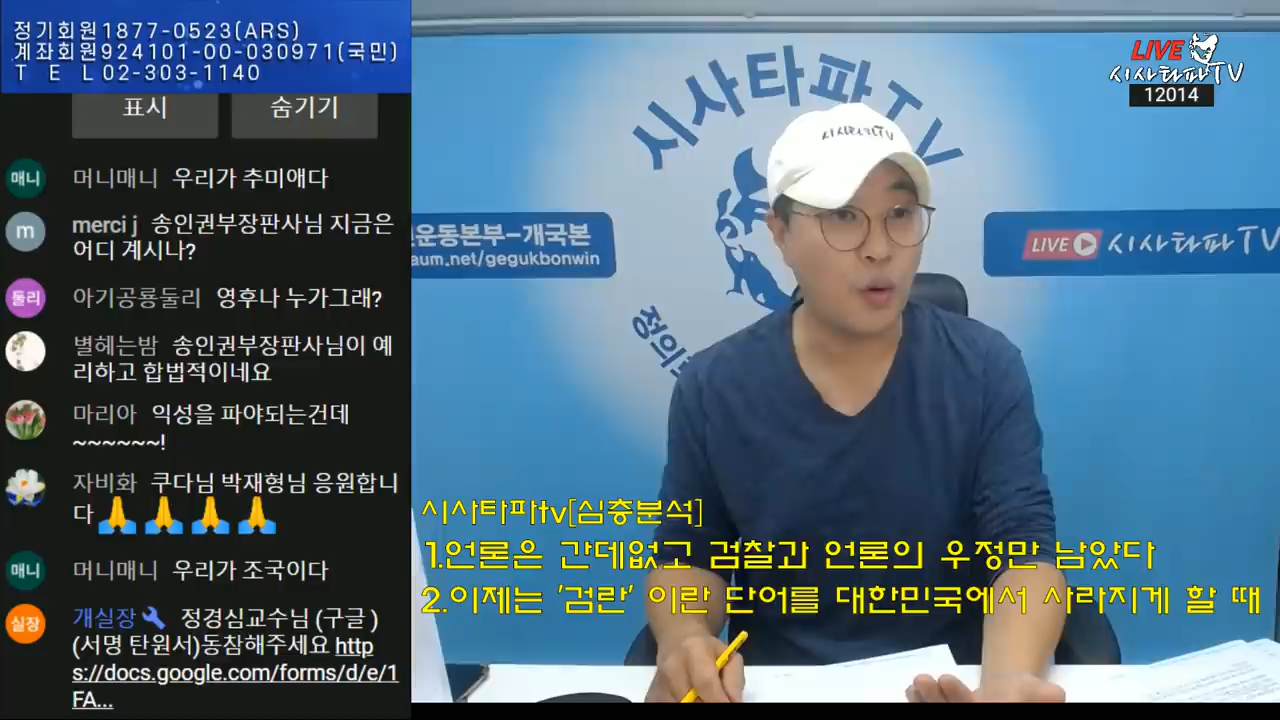 정기회원1877-0523(ARS)
계좌회원924101-00-030971(국민)
T E L02-303-1140
표시
숨기기
매니
머니매니 우리가 추미애다
m
merci j 송인권부장판사님 지금은
어디 계시나?
둘리
아기공룡둘리 영후나 누가그래?
별헤는밤 송인권부장판사님이 예
리하고 합법적이네요
마리아 익성을 파야되는건데
~~~~~~!
자비화 쿠다님 박재형님 응원합니
다🙏🙏🙏🙏
매니
머니매니 우리가 조국이다
실장
개실장🔧 정경심교수님 (구글 )
(서명 탄원서)동참해주세요 http
s://docs.google.com/forms/d/e/1
FA...
LIVE
시사타파TV
12014
시사타파TV
시사타파TV
운동본부-개국본
aum.net/gegukbonwin
LIVE 시사타파TV
정의
시사타파tv[심층분석]
1.언론은 간데없고 검찰과 언론의 우정만 남았다
2.이제는 '검란' 이란 단어를 대한민국에서 사라지게 할 때